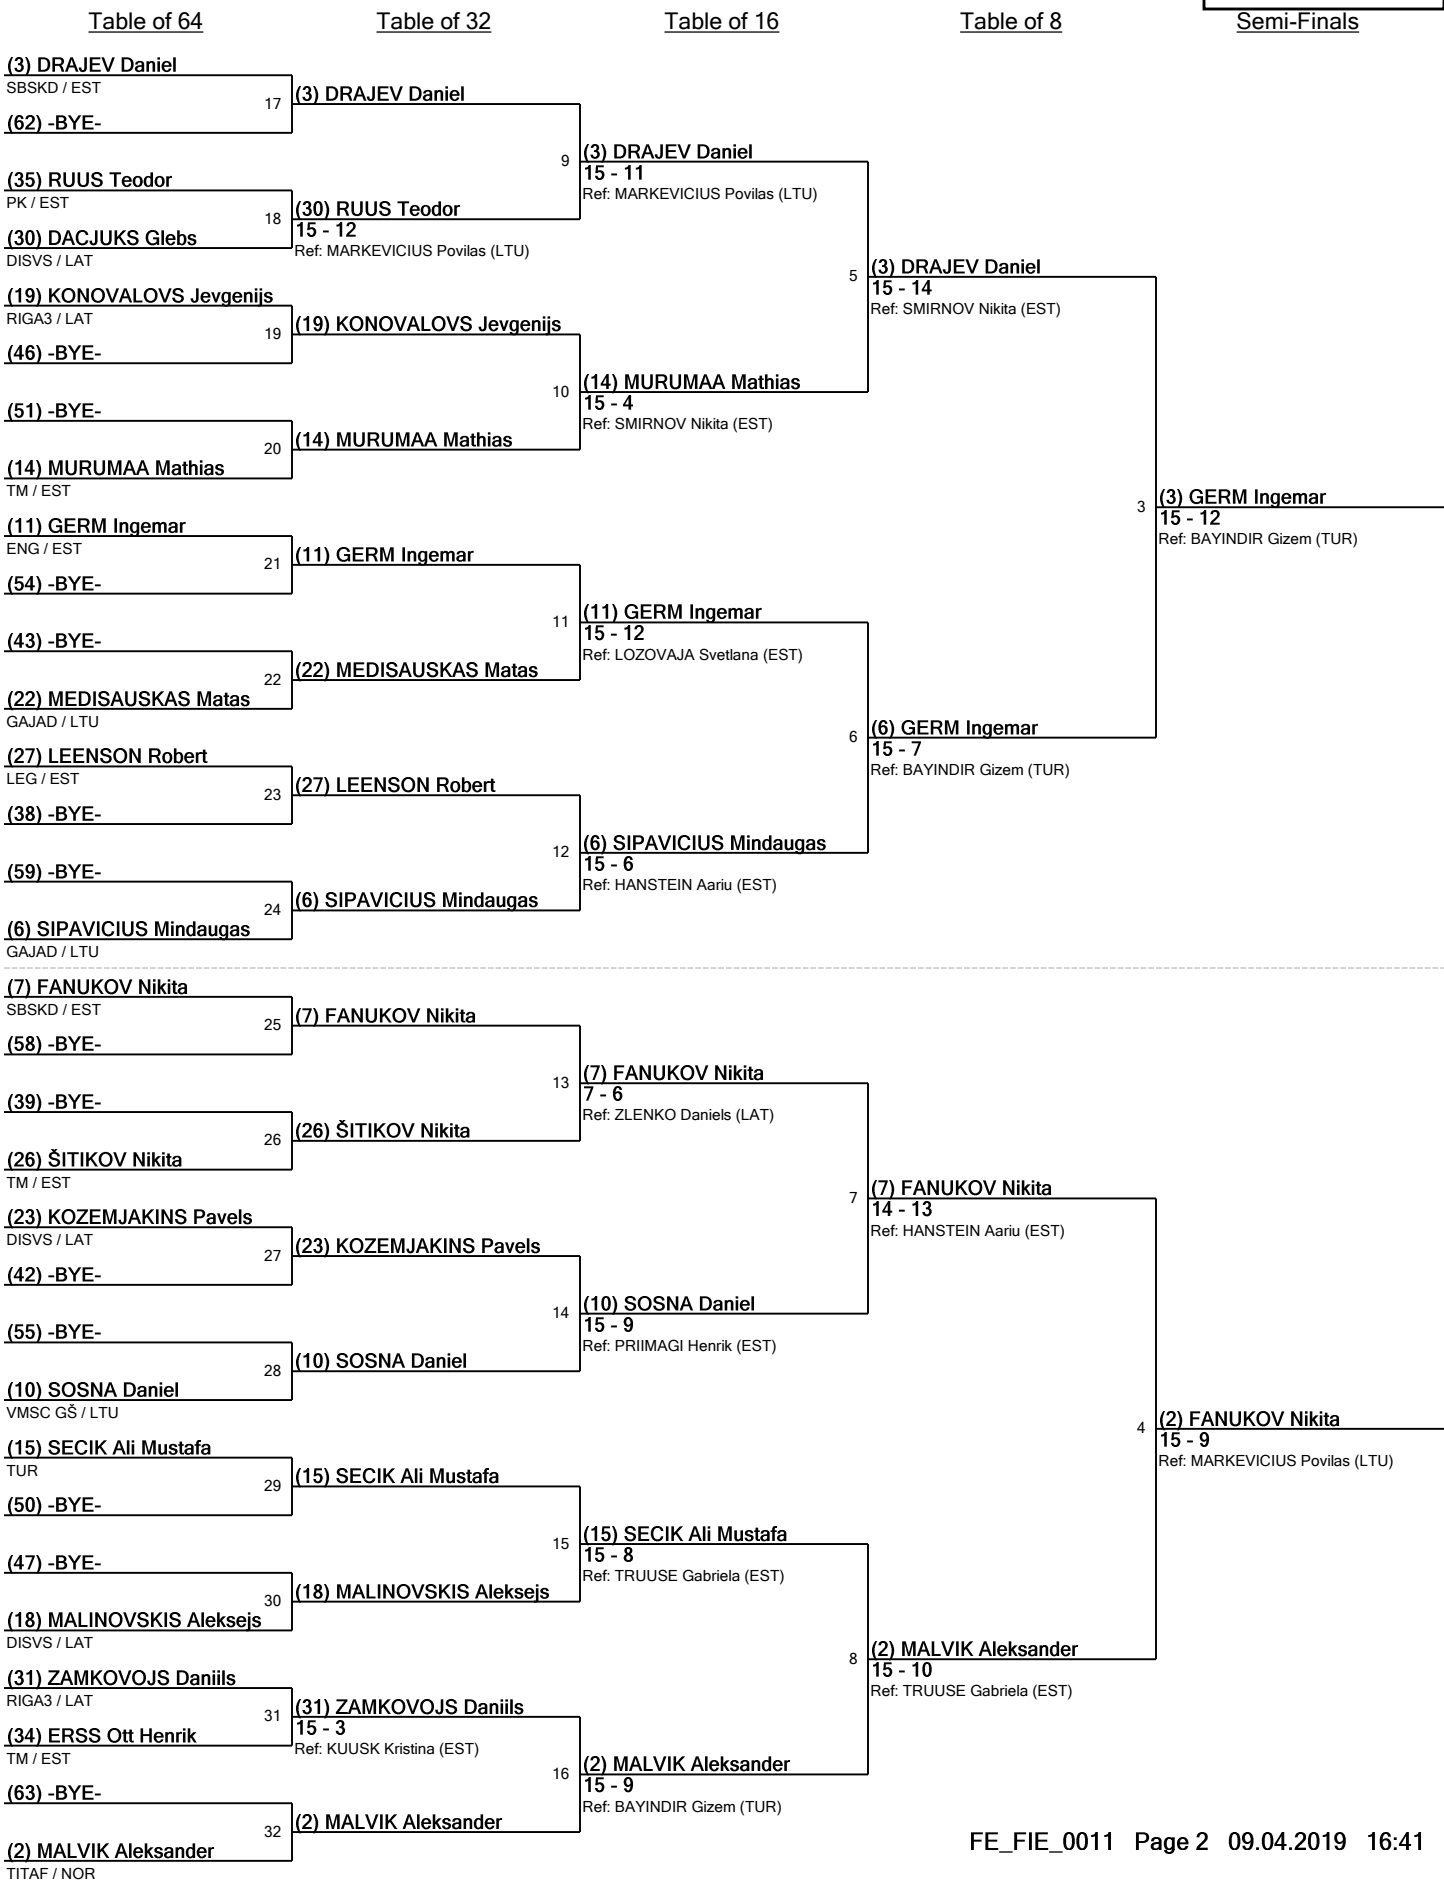 Table of 64
Table of 32
Table of 16
Table of 8
Semi-Finals
(3) DRAJEV Daniel
SBSKD / EST
17
(62) -BYE-
(35) RUUS Teodor
PK / EST
18
(30) DACJUKS Glebs
DISVS / LAT
(19) KONOVALOVS Jevgenijs
RIGA3 / LAT
19
(46) -BYE-
(51) -BYE-
20
(14) MURUMAA Mathias
TM / EST
(11) GERM Ingemar
ENG / EST
21
(54) -BYE-
(43) -BYE-
22
(22) MEDISAUSKAS Matas
GAJAD / LTU
(27) LEENSON Robert
LEG / EST
23
(38) -BYE-
(59) -BYE-
24
(6) SIPAVICIUS Mindaugas
GAJAD / LTU
(7) FANUKOV Nikita
SBSKD / EST
25
(58) -BYE-
(39) -BYE-
26
(26) ŠITIKOV Nikita
TM / EST
(23) KOZEMJAKINS Pavels
DISVS / LAT
27
(42) -BYE-
(55) -BYE-
28
(10) SOSNA Daniel
VMSC GŠ / LTU
(15) SECIK Ali Mustafa
TUR
29
(50) -BYE-
(47) -BYE-
30
(18) MALINOVSKIS Aleksejs
DISVS / LAT
(31) ZAMKOVOJS Daniils
RIGA3 / LAT
31
(34) ERSS Ott Henrik
TM / EST
(63) -BYE-
32
(2) MALVIK Aleksander
TITAF / NOR
(3) DRAJEV Daniel
9
(30) RUUS Teodor
15 - 12
Ref: MARKEVICIUS Povilas (LTU)
(19) KONOVALOVS Jevgenijs
10
(14) MURUMAA Mathias
(11) GERM Ingemar
11
(22) MEDISAUSKAS Matas
(27) LEENSON Robert
12
(6) SIPAVICIUS Mindaugas
(7) FANUKOV Nikita
13
(26) ŠITIKOV Nikita
(23) KOZEMJAKINS Pavels
14
(10) SOSNA Daniel
(15) SECIK Ali Mustafa
15
(18) MALINOVSKIS Aleksejs
(31) ZAMKOVOJS Daniils
15 - 3
Ref: KUUSK Kristina (EST)
16
(2) MALVIK Aleksander
(3) DRAJEV Daniel
15 - 11
Ref: MARKEVICIUS Povilas (LTU)
5
(14) MURUMAA Mathias
15 - 4
Ref: SMIRNOV Nikita (EST)
(11) GERM Ingemar
15 - 12
Ref: LOZOVAJA Svetlana (EST)
6
(6) SIPAVICIUS Mindaugas
15 - 6
Ref: HANSTEIN Aariu (EST)
(7) FANUKOV Nikita
7 - 6
Ref: ZLENKO Daniels (LAT)
7
(10) SOSNA Daniel
15 - 9
Ref: PRIIMAGI Henrik (EST)
(15) SECIK Ali Mustafa
15 - 8
Ref: TRUUSE Gabriela (EST)
8
(2) MALVIK Aleksander
15 - 9
Ref: BAYINDIR Gizem (TUR)
(3) DRAJEV Daniel
15 - 14
Ref: SMIRNOV Nikita (EST)
3
(6) GERM Ingemar
15 - 7
Ref: BAYINDIR Gizem (TUR)
(7) FANUKOV Nikita
14 - 13
Ref: HANSTEIN Aariu (EST)
4
(2) MALVIK Aleksander
15 - 10
Ref: TRUUSE Gabriela (EST)
(3) GERM Ingemar
15 - 12
Ref: BAYINDIR Gizem (TUR)
(2) FANUKOV Nikita
15 - 9
Ref: MARKEVICIUS Povilas (LTU)
FE_FIE_0011 Page 2 09.04.2019 16:41